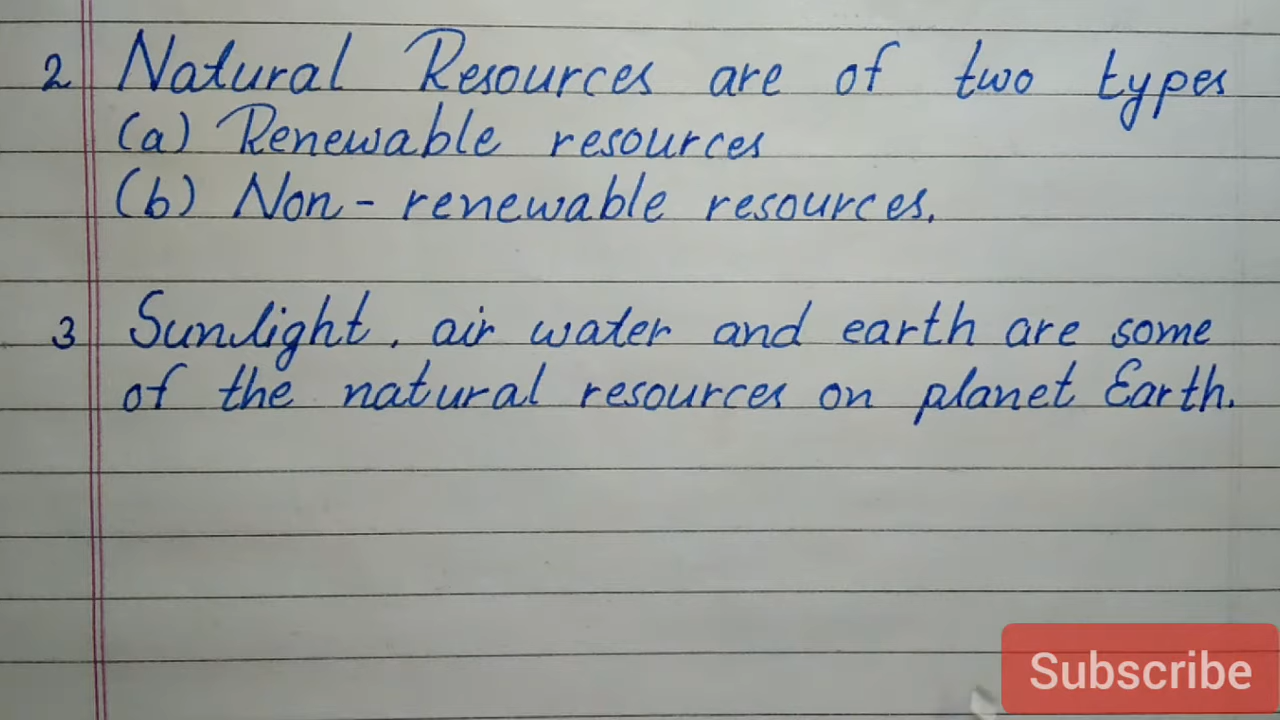 2 Natural Resources are of two types
(a) Renewable resources
(b) Non-renewable resources.
3 Sunlight, air water and earth are some
of the natural resources on planet Earth.
Subscribe